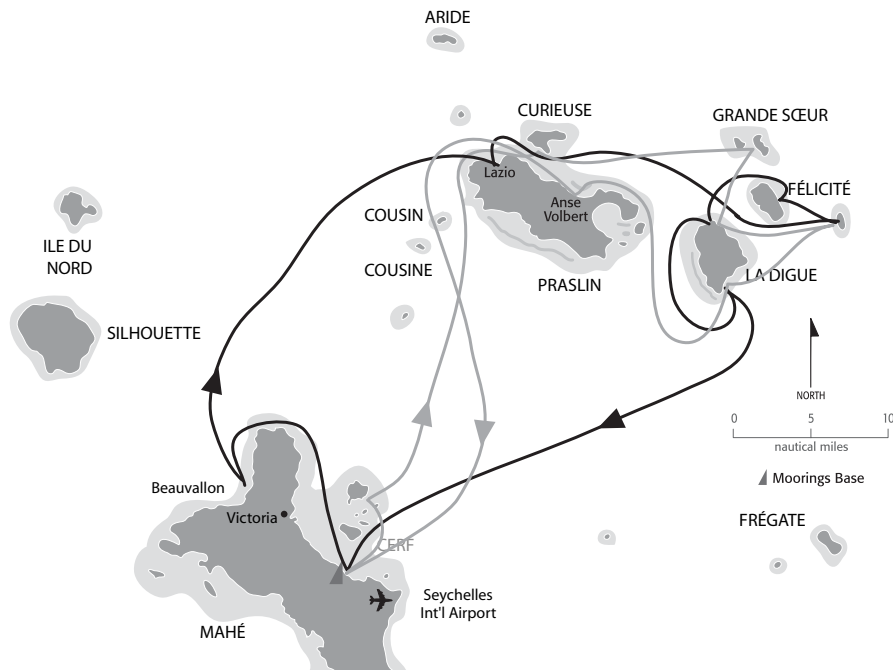 ARIDE
CURIEUSE
GRANDE SŒUR
Lazio
FÉLICITÉ
Anse
Volbert
COUSIN
ILE DU
NORD
COUSINE
LA DIGUE
PRASLIN
SILHOUETTE
NORTH
0 5 10
nautical miles
Moorings Base
Beauvallon
Victoria
FRÉGATE
CERF
Seychelles
Int'l Airport
MAHÉ